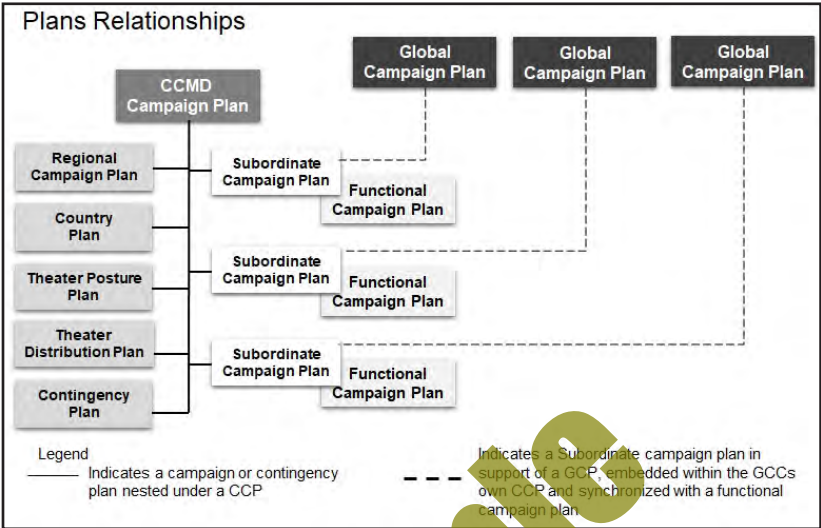 Plans Relationships
Global
Campaign Plan
Global
Campaign Plan
Global
Campaign Plan
CCMD
Campaign Plan
Regional
Campaign Plan
Subordinate
Campaign Plan
Functional
Campaign Plan
Country
Plan
Subordinate
Campaign Plan
Functional
Campaign Plan
Theater Posture
Plan
Theater
Distribution Plan
Subordinate
Campaign Plan
Functional
Campaign Plan
Contingency
Plan
Legend
Indicates a campaign or contingency
plan nested under a CCP
Indicates a Subordinate campaign plan in
support of a GCP, embedded within the GCCs
own CCP and synchronized with a functional
campaign plan